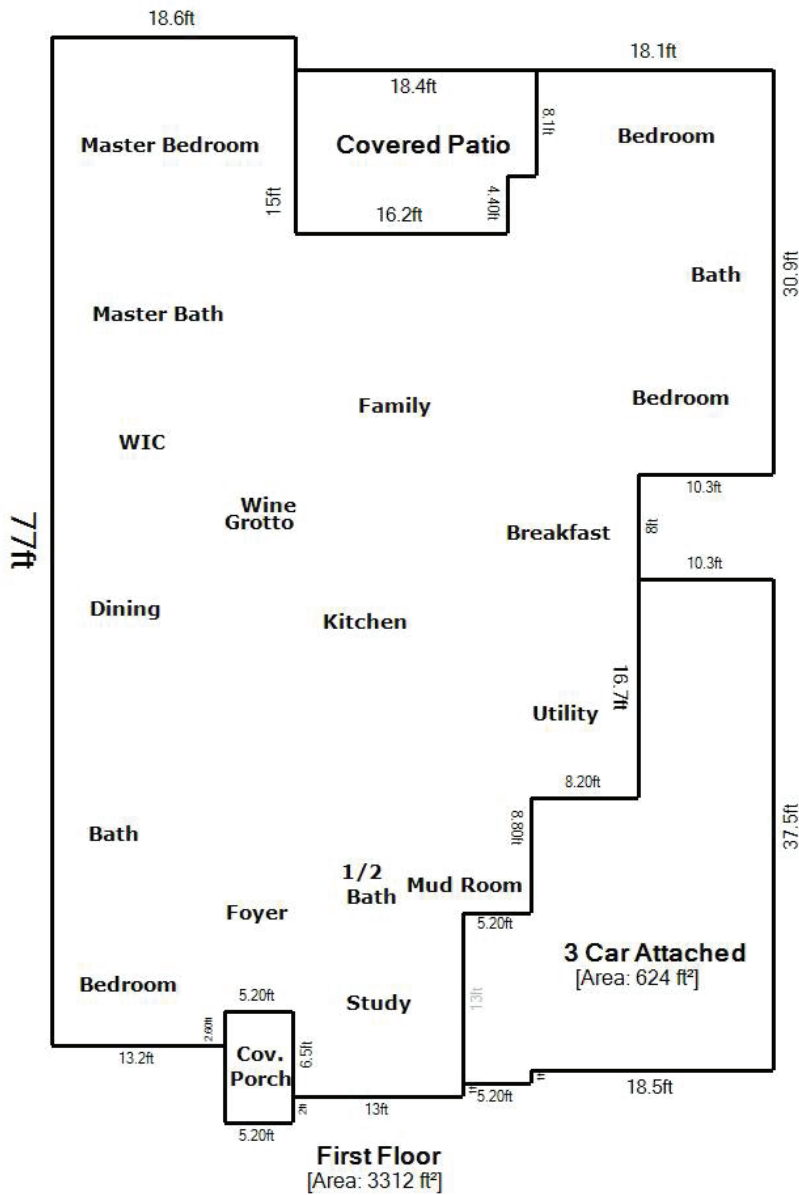 18.6ft
18.1ft
18.4ft
8.1ft
Master Bedroom
Covered Patio
Bedroom
15ft
4.40ft
16.2ft
30.9ft
Bath
Master Bath
Family
Bedroom
WIC
10.3ft
Wine
Grotto
77ft
Breakfast
8ft
10.3ft
Dining
Kitchen
16.7ft
Utility
8.20ft
8.80ft
37.5ft
Bath
1/2
Bath
Mud Room
Foyer
5.20ft
3 Car Attached
[Area: 624 ft²]
Bedroom
5.20ft
Study
13ft
2.60ft
6.5ft
13.2ft
Cov.
Porch
1ft
1ft
5.20ft
18.5ft
2ft
13ft
5.20ft
First Floor
[Area: 3312 ft²]